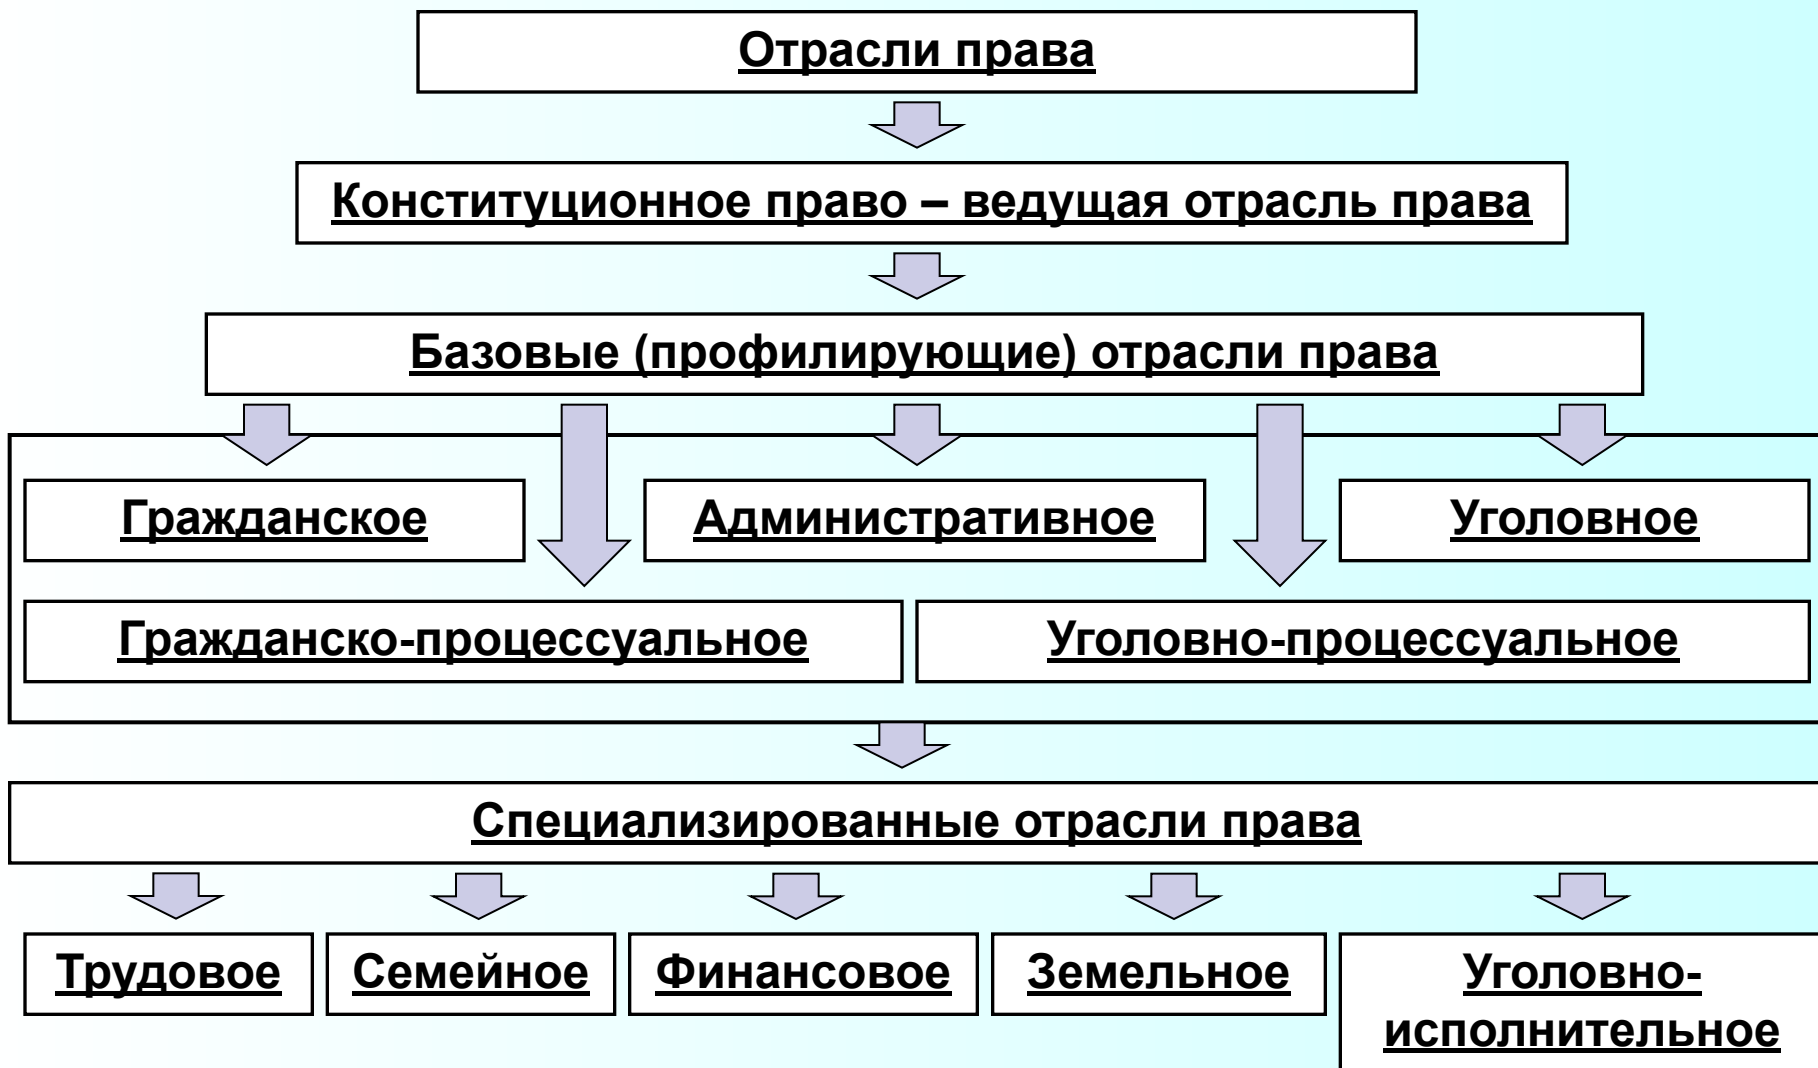 Отрасли права
Конституционное право – ведущая отрасль права
Базовые (профилирующие) отрасли права
Гражданское
Административное
Уголовное
Гражданско-процессуальное
Уголовно-процессуальное
Специализированные отрасли права
Трудовое
Семейное
Финансовое
Земельное
Уголовно-
исполнительное